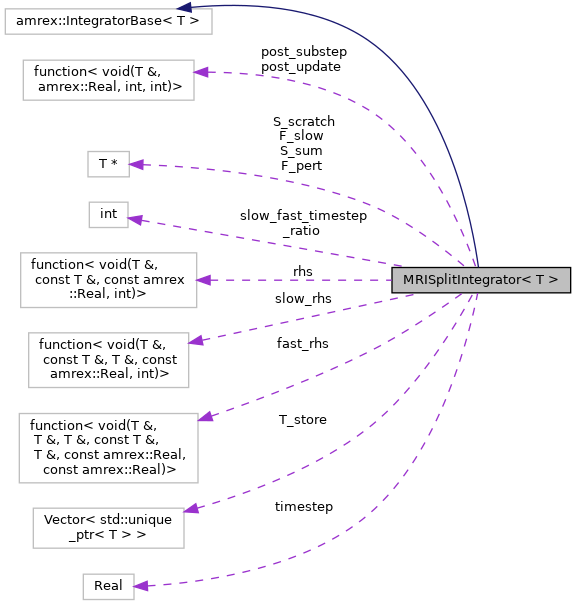 amrex::IntegratorBase< T >
post_substep
post_update
function< void(T &,
amrex::Real, int, int)>
S_scratch
F_slow
S_sum
F_pert
T *
int
slow_fast_timestep
_ratio
function< void(T &,
const T &, const amrex
::Real, int)>
rhs
MRISplitIntegrator< T >
slow_rhs
function< void(T &,
const T &, T &, const
amrex::Real, int)>
fast_rhs
function< void(T &,
T &, T &, const T &,
T &, const amrex::Real,
const amrex::Real)>
T_store
Vector< std::unique
_ptr< T > >
timestep
Real